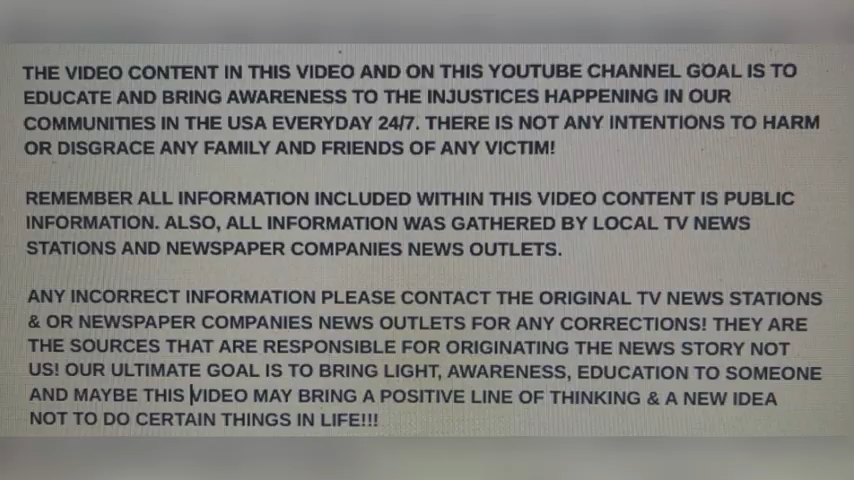 THE VIDEO CONTENT IN THIS VIDEO AND ON THIS YOUTUBE CHANNEL GOAL IS TO
EDUCATE AND BRING AWARENESS TO THE INJUSTICES HAPPENING IN OUR
COMMUNITIES IN THE USA EVERYDAY 24/7. THERE IS NOT ANY INTENTIONS TO HARM
OR DISGRACE ANY FAMILY AND FRIENDS OF ANY VICTIM!
REMEMBER ALL INFORMATION INCLUDED WITHIN THIS VIDEO CONTENT IS PUBLIC
INFORMATION. ALSO, ALL INFORMATION WAS GATHERED BY LOCAL TV NEWS
STATIONS AND NEWSPAPER COMPANIES NEWS OUTLETS.
ANY INCORRECT INFORMATION PLEASE CONTACT THE ORIGINAL TV NEWS STATIONS
& OR NEWSPAPER COMPANIES NEWS OUTLETS FOR ANY CORRECTIONS! THEY ARE
THE SOURCES THAT ARE RESPONSIBLE FOR ORIGINATING THE NEWS STORY NOT
US! OUR ULTIMATE GOAL IS TO BRING LIGHT, AWARENESS, EDUCATION TO SOMEONE
AND MAYBE THIS VIDEO MAY BRING A POSITIVE LINE OF THINKING & A NEW IDEA
NOT TO DO CERTAIN THINGS IN LIFE!!!